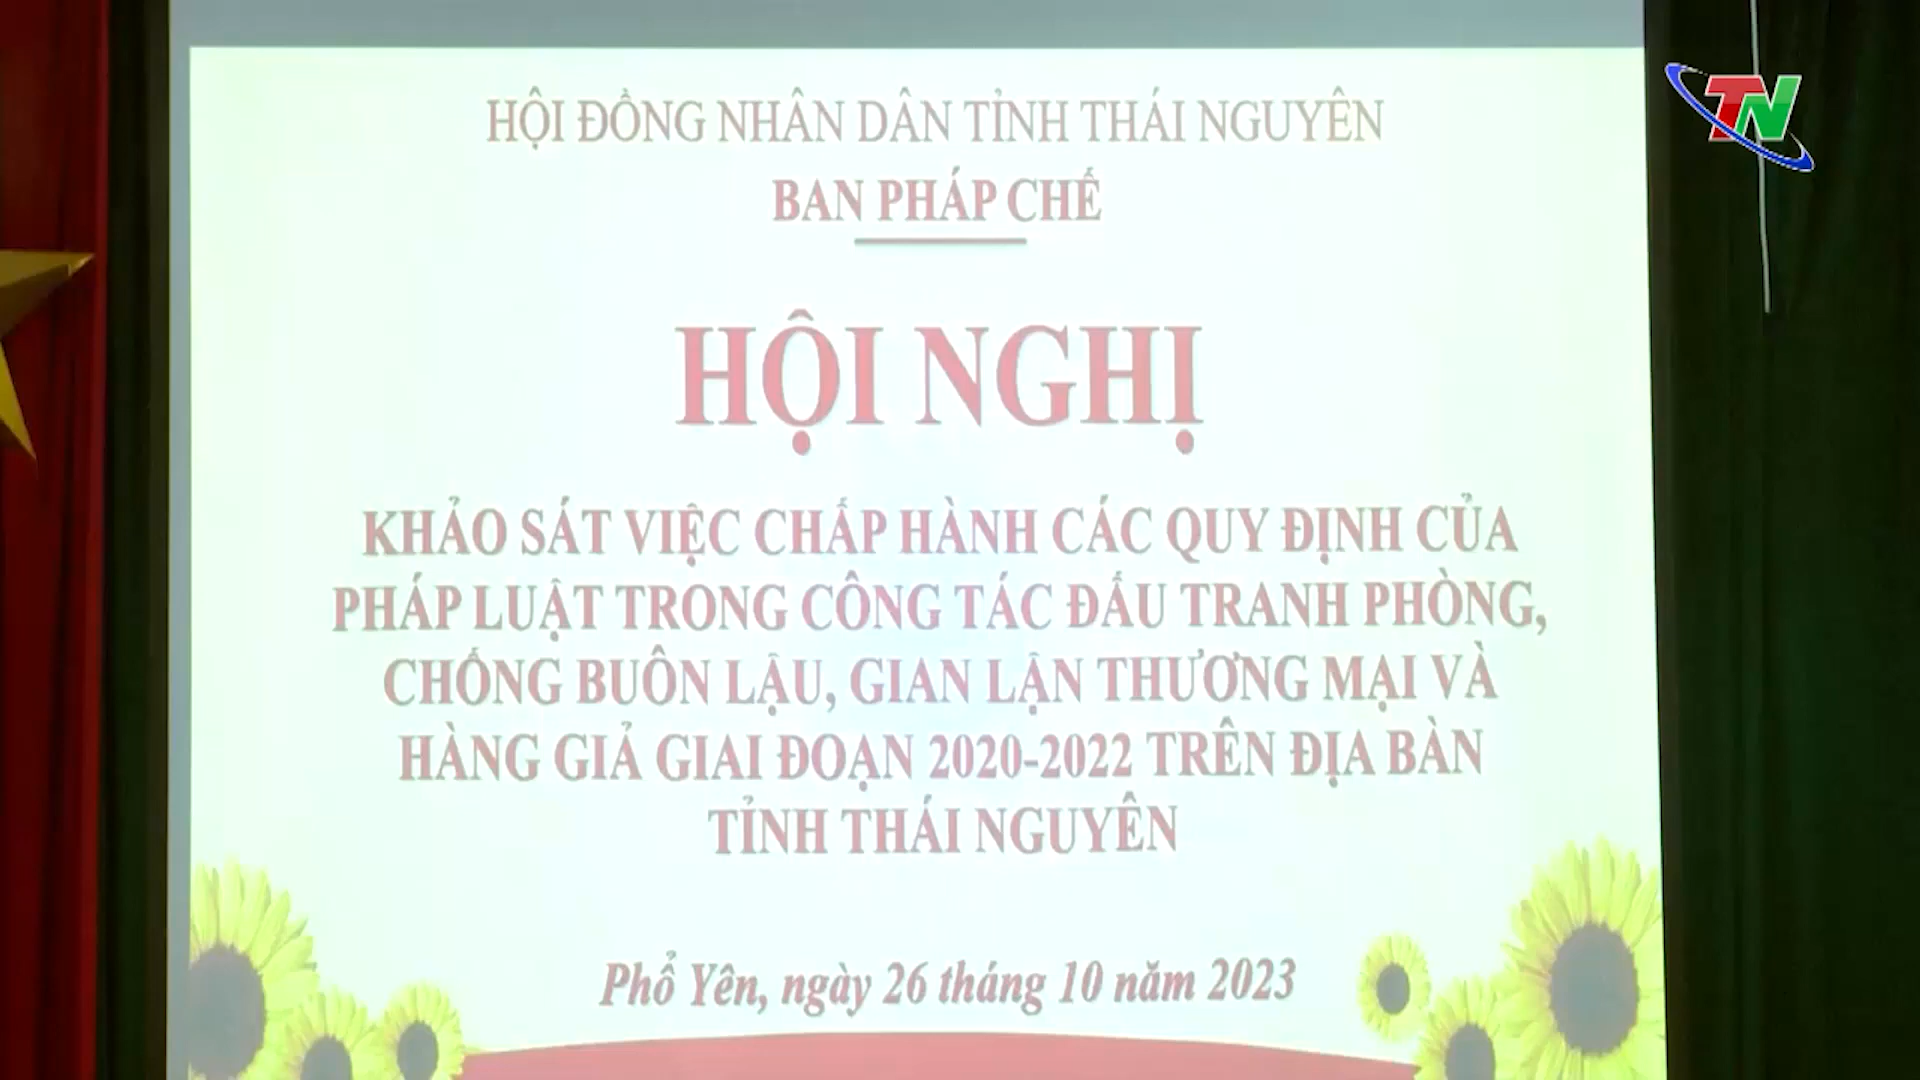 HỘI ĐỒNG NHÂN DÂN TỈNH THÁI NGUYÊN
TN
BAN PHÁP CHẾ
HỘI NGHỊ
KHẢO SÁT VIỆC CHẤP HÀNH CÁC QUY ĐỊNH CỦA
PHÁP LUẬT TRONG CÔNG TÁC ĐẤU TRANH PHÒNG,
CHỐNG BUÔN LẬU, GIAN LẬN THƯƠNG MẠI VÀ
HÀNG GIẢ GIAI ĐOẠN 2020-2022 TRÊN ĐỊA BÀN
TỈNH THÁI NGUYÊN
Phổ Yên, ngày 26 tháng 10 năm 2023